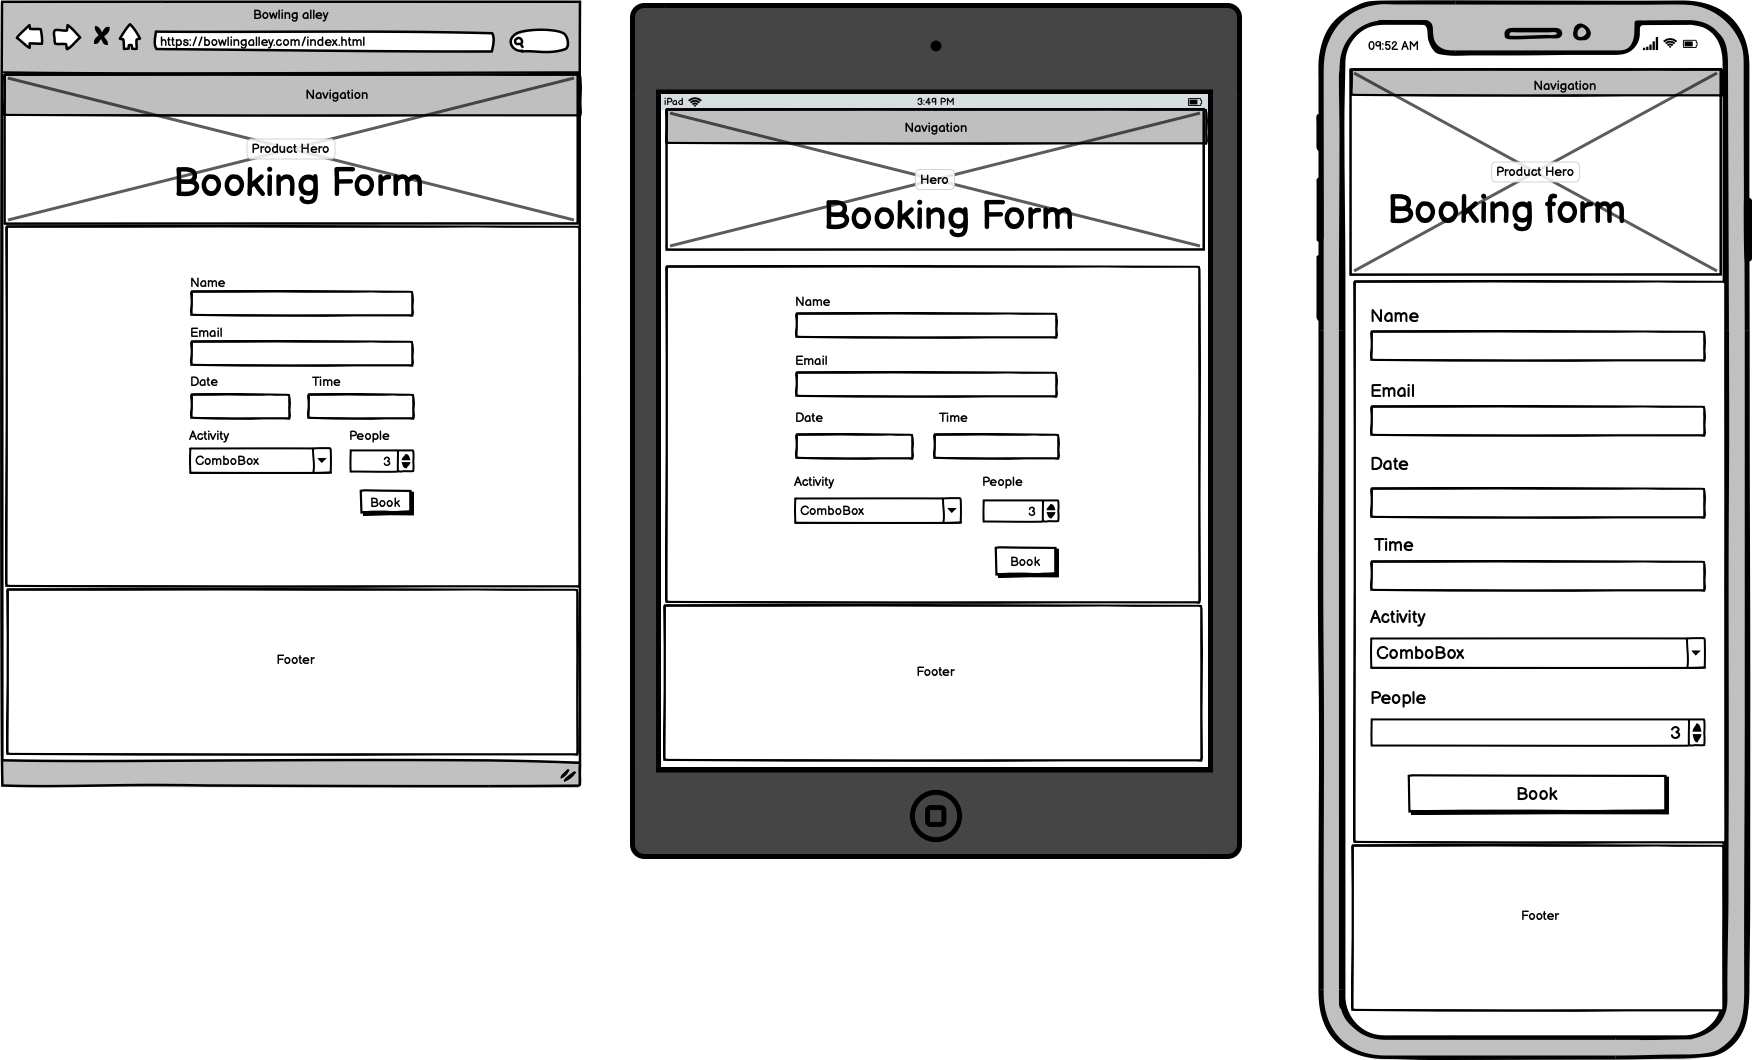 Bowling alley
https://bowlingalley.com/index.html
Navigation
Product Hero
Booking Form
Name
Email
Date Time
Activity People
ComboBox 3
Book
Footer
iPad 3:49 PM
Navigation
Hero
Booking Form
Name
Email
Date Time
Activity People
ComboBox 3
Book
Footer
09:52 AM
Navigation
Product Hero
Booking form
Name
Email
Date
Time
Activity
ComboBox
People
3
Book
Footer